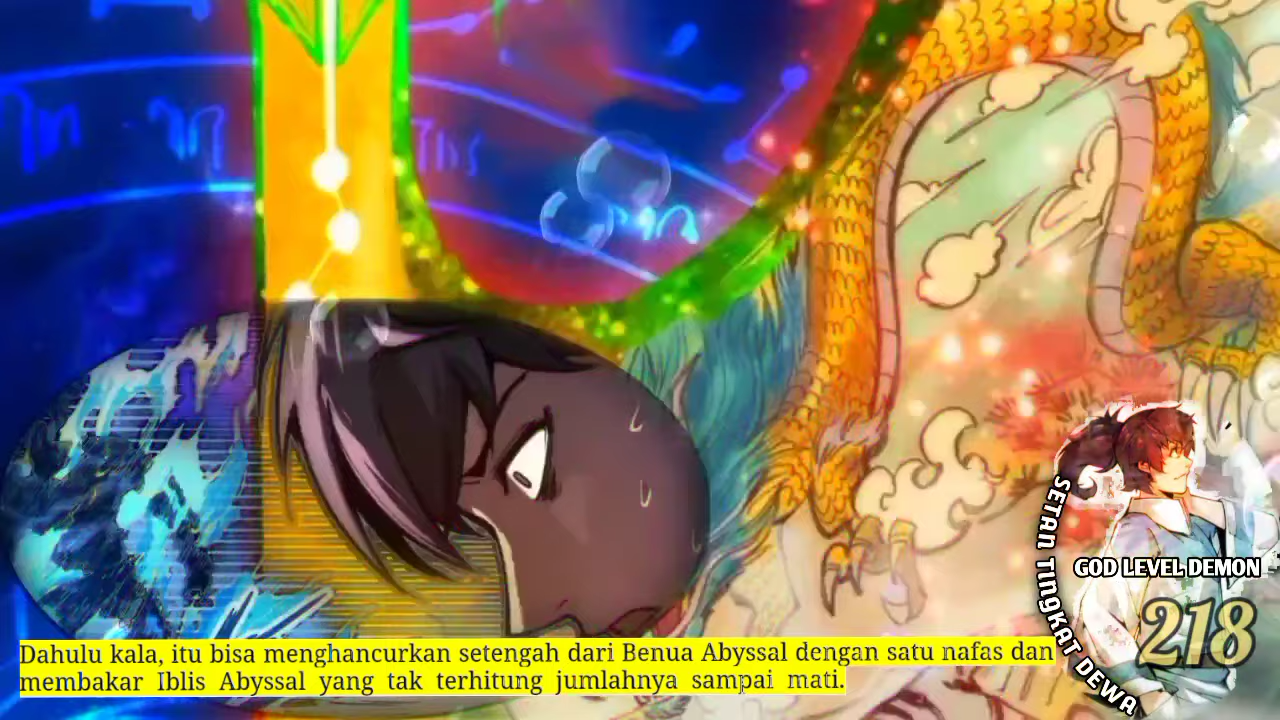 SETAN TINGKAT DEWA
GOD LEVEL DEMON
218
Dahulu kala, itu bisa menghancurkan setengah dari Benua Abyssal dengan satu nafas dan
membakar Iblis Abyssal yang tak terhitung jumlahnya sampai mati.